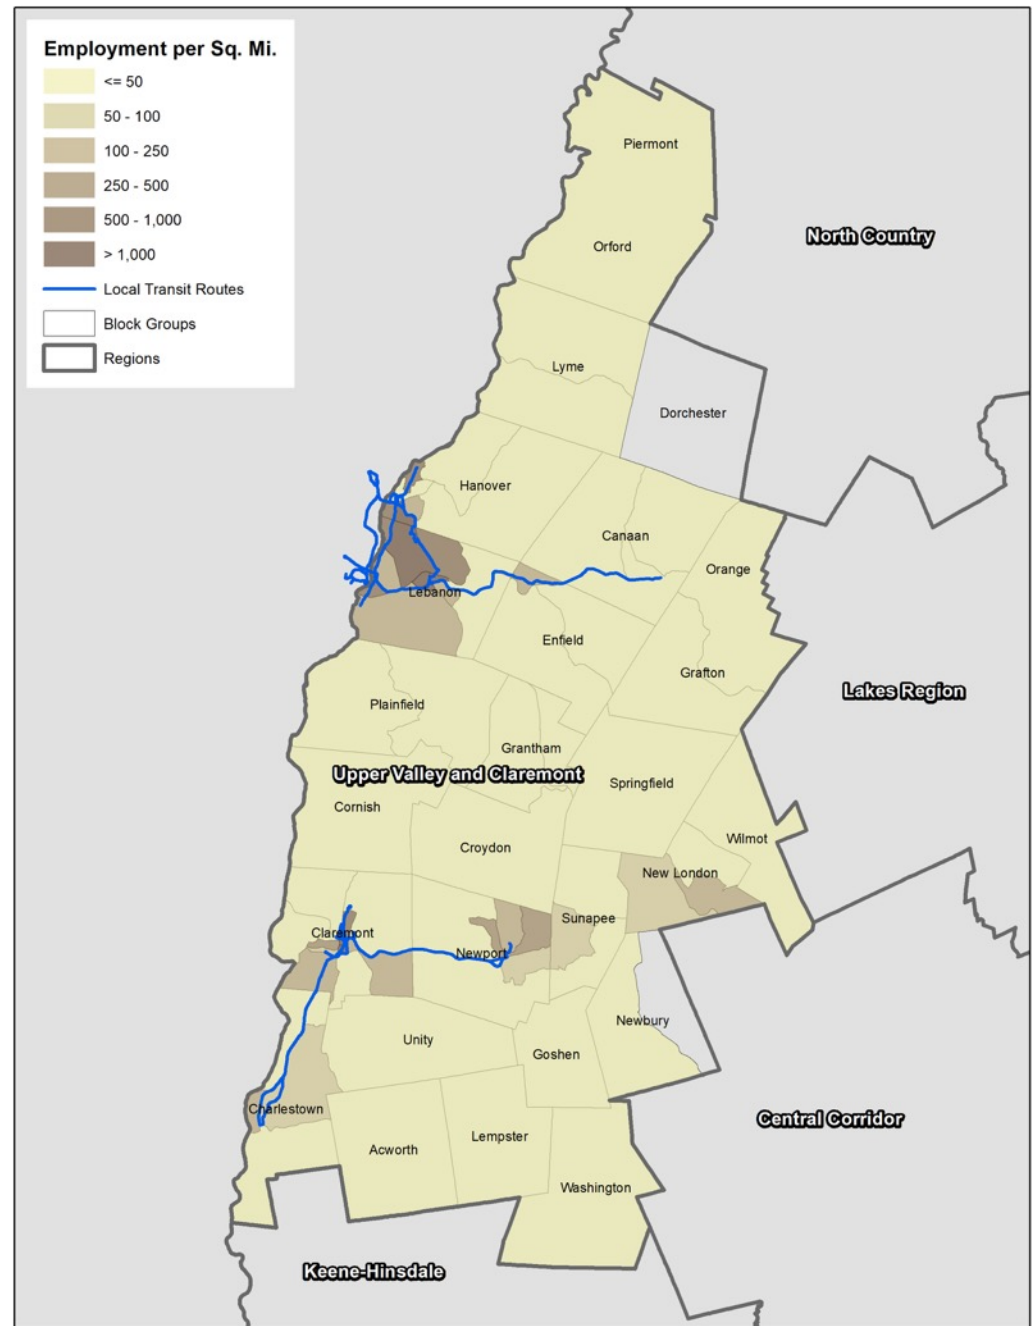 Employment per Sq. Mi.
<= 50
50 - 100
100 - 250
250 - 500
500 - 1,000
> 1,000
Local Transit Routes
Block Groups
Regions
Piermont
North Country
Orford
Lyme
Dorchester
Hanover
Canaan
Orange
Lebanon
Enfield
Grafton
Lakes Region
Plainfield
Grantham
Upper Valley and Claremont
Springfield
Cornish
Wilmot
Croydon
New London
Sunapee
Claremont
Newport
Newbury
Unity
Goshen
Charlestown
Central Corridor
Lempster
Acworth
Washington
Keene-Hinsdale